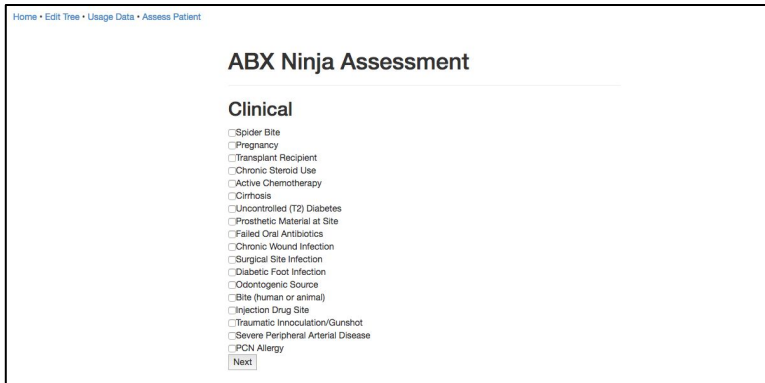 Home • Edit Tree • Usage Data • Assess Patient
ABX Ninja Assessment
Clinical
Spider Bite
Pregnancy
Transplant Recipient
Chronic Steroid Use
Active Chemotherapy
Cirrhosis
Uncontrolled (T2) Diabetes
Prosthetic Material at Site
Failed Oral Antibiotics
Chronic Wound Infection
Surgical Site Infection
Diabetic Foot Infection
Odontogenic Source
Bite (human or animal)
Injection Drug Site
Traumatic Innoculation/Gunshot
Severe Peripheral Arterial Disease
PCN Allergy
Next